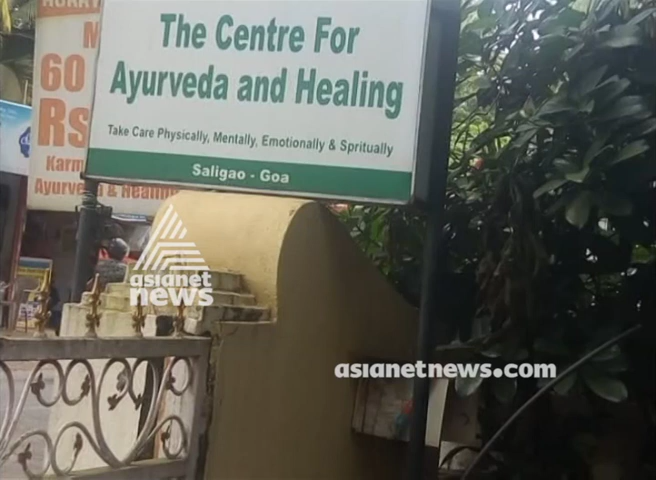 The Centre For
Ayurveda and Healing
Take Care Physically, Mentally, Emotionally & Spritually
Saligao - Goa
60
Rs
Karm
Ayurveda & Healing
asianet
news
asianetnews.com